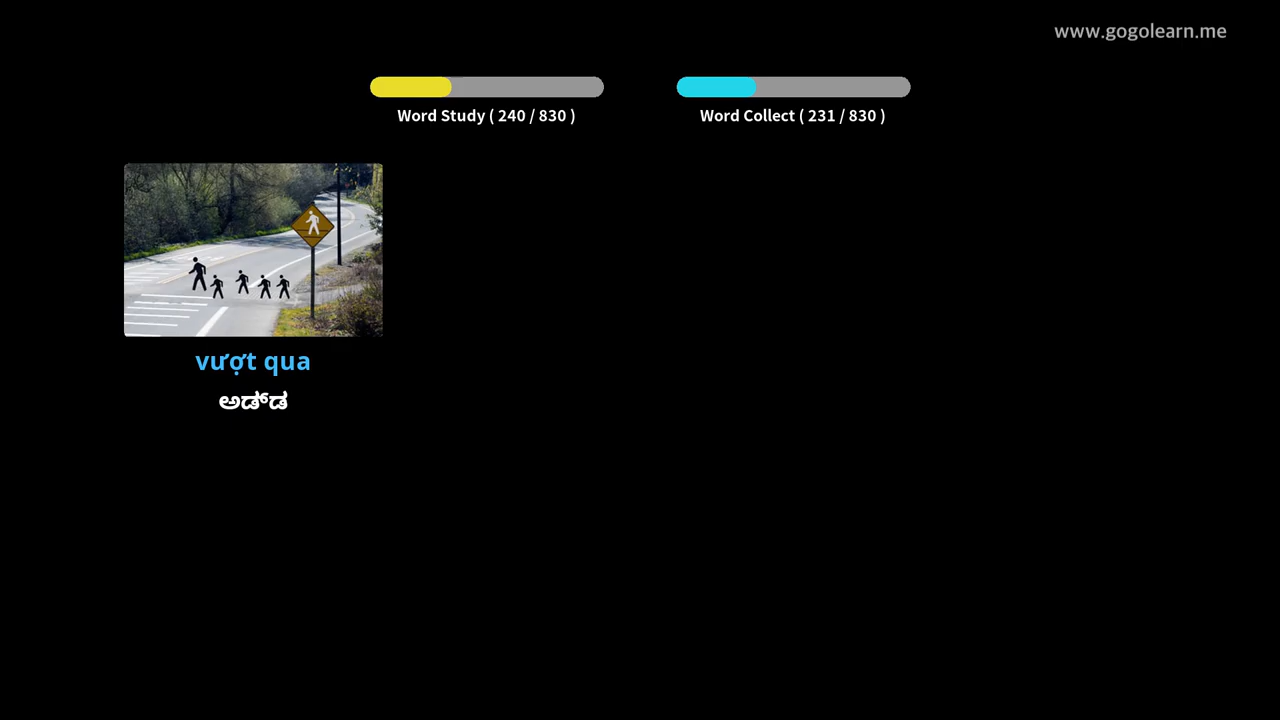 www.gogolearn.me
Word Study ( 240 / 830 )
Word Collect ( 231 / 830 )
vượt qua
ಅಡ್ಡ